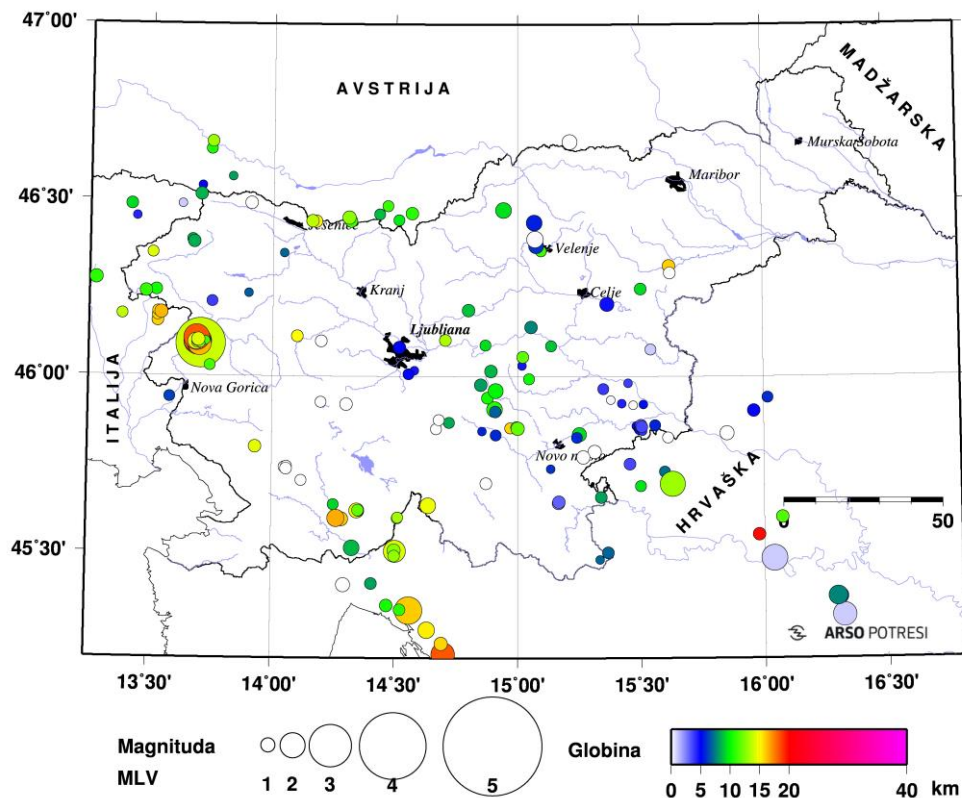 47˚00'
46˚30'
46˚00'
45˚30'
AVSTRIJA
MADŽARSKA
ITALIJA
HRVAŠKA
Murska Sobota
Maribor
Jesenice
Velenje
Kranj
Celje
Ljubljana
Nova Gorica
Novo mesto
0 50
ARSO POTRESI
13˚30' 14˚00' 14˚30' 15˚00' 15˚30' 16˚00' 16˚30'
Magnituda
MLV
1 2 3 4 5
Globina
0 5 10 15 20 40 km